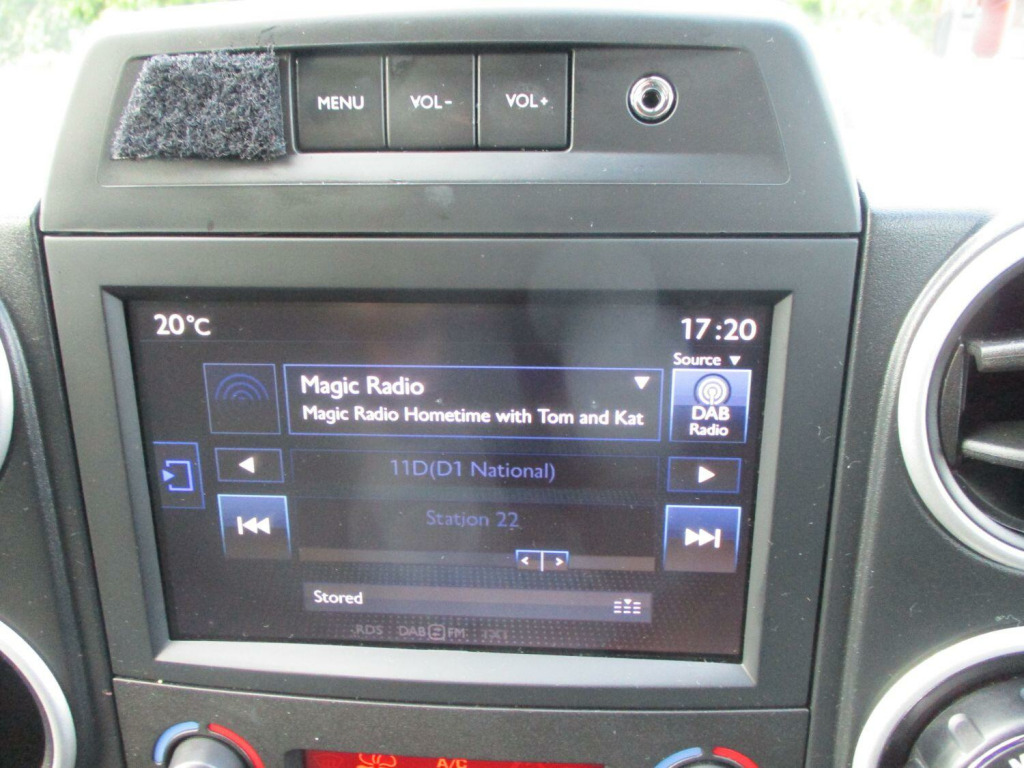 MENU VOL- VOL+
20°C 17:20
Source
Magic Radio
Magic Radio Hometime with Tom and Kat
DAB
Radio
11D(D1 National)
Station 22
Stored
RDS DAB FM
A/C